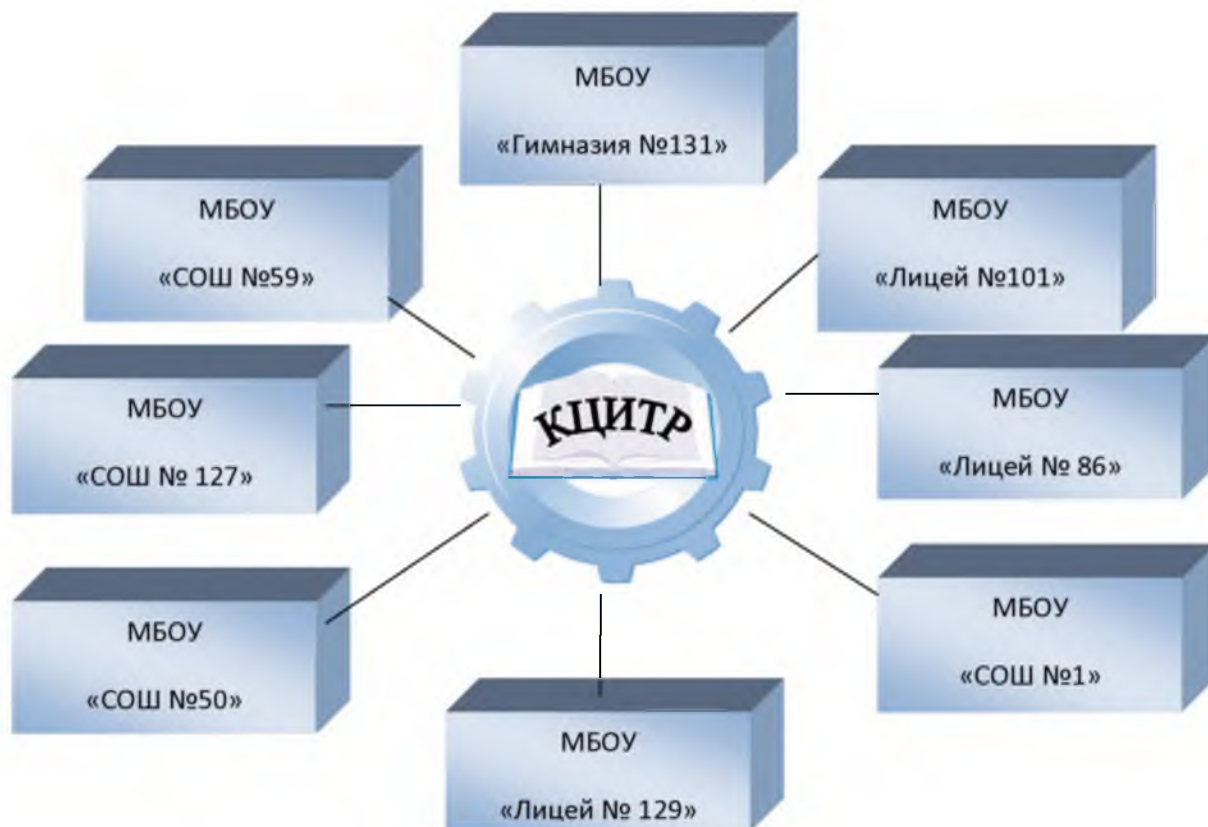 МБОУ
«Гимназия №131»
МБОУ
«СОШ №59»
МБОУ
«Лицей №101»
МБОУ
«СОШ № 127»
КЦИТР
МБОУ
«Лицей № 86»
МБОУ
«СОШ №50»
МБОУ
«СОШ №1»
МБОУ
«Лицей № 129»